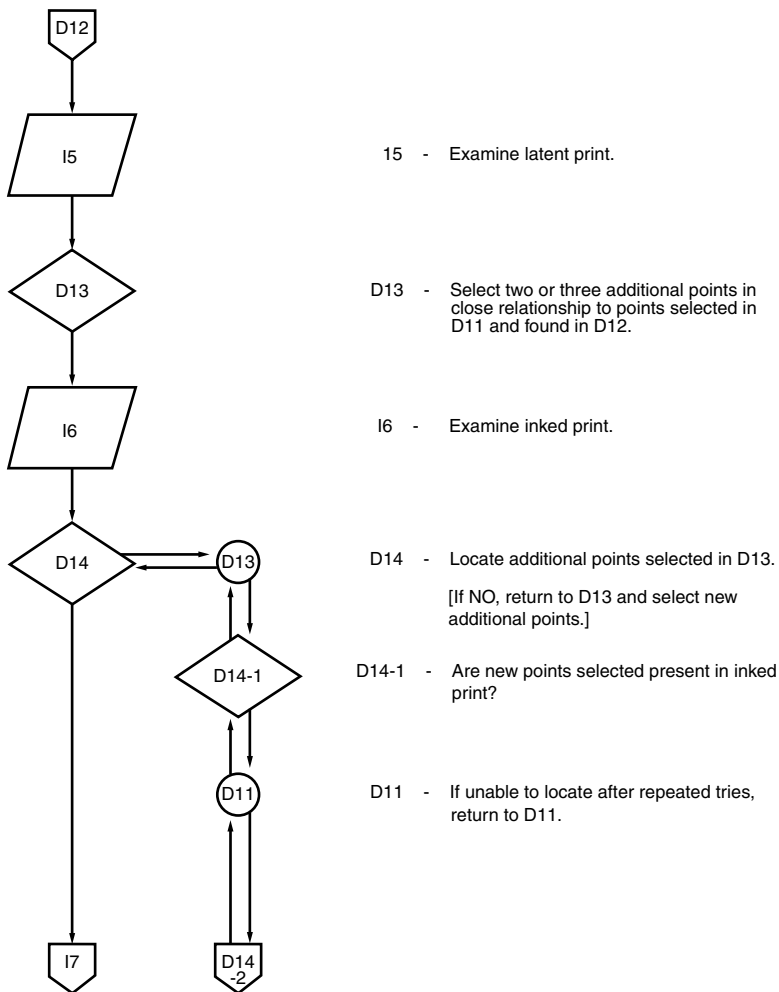 D12
I5
15 - Examine latent print.
D13
D13 - Select two or three additional points in
close relationship to points selected in
D11 and found in D12.
I6
I6 - Examine inked print.
D14
D13
D14 - Locate additional points selected in D13.
[If NO, return to D13 and select new
additional points.]
D14-1
D14-1 - Are new points selected present in inked
print?
D11
D11 - If unable to locate after repeated tries,
return to D11.
I7
D14
-2